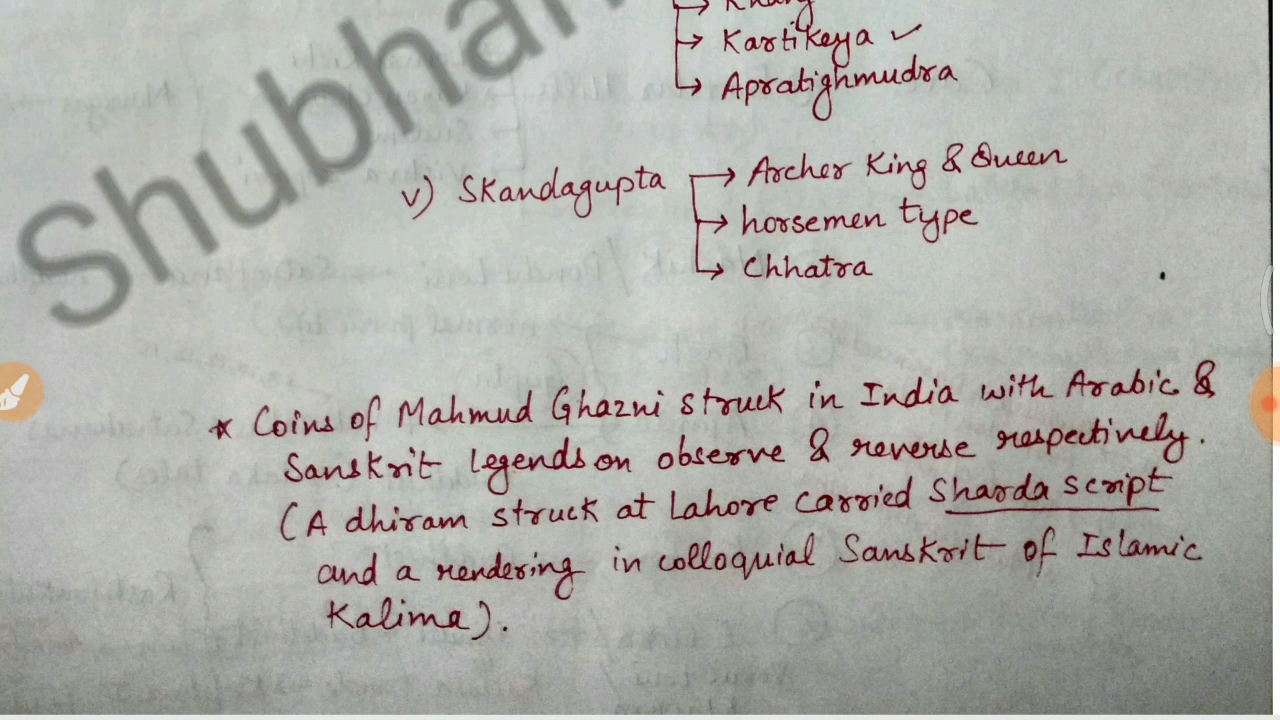 → Kartikeya ✓
→ Apratighmudra
v) Skandagupta → Archer King & Queen
→ horsemen type
→ Chhatra
* Coins of Mahmud Ghazni struck in India with Arabic &
Sanskrit legends on observe & reverse respectively.
(A dhiram struck at Lahore carried Sharda script
and a rendering in colloquial Sanskrit of Islamic
Kalima).
Shubha